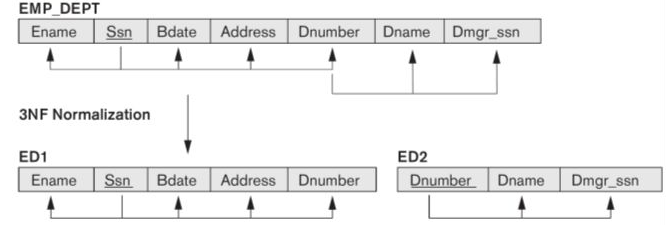 EMP_DEPT
Ename Ssn Bdate Address Dnumber Dname Dmgr_ssn
3NF Normalization
ED1
Ename Ssn Bdate Address Dnumber
ED2
Dnumber Dname Dmgr_ssn